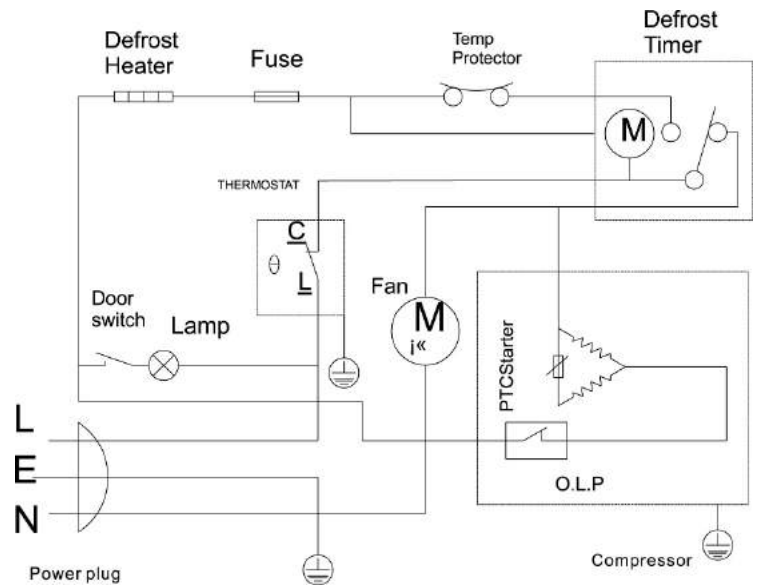 Defrost
Heater
Fuse
Temp
Protector
Defrost
Timer
M
THERMOSTAT
C
θ
L
Fan
M
i«
Door
switch
Lamp
PTCStarter
L
E
N
O.L.P
Power plug
Compressor